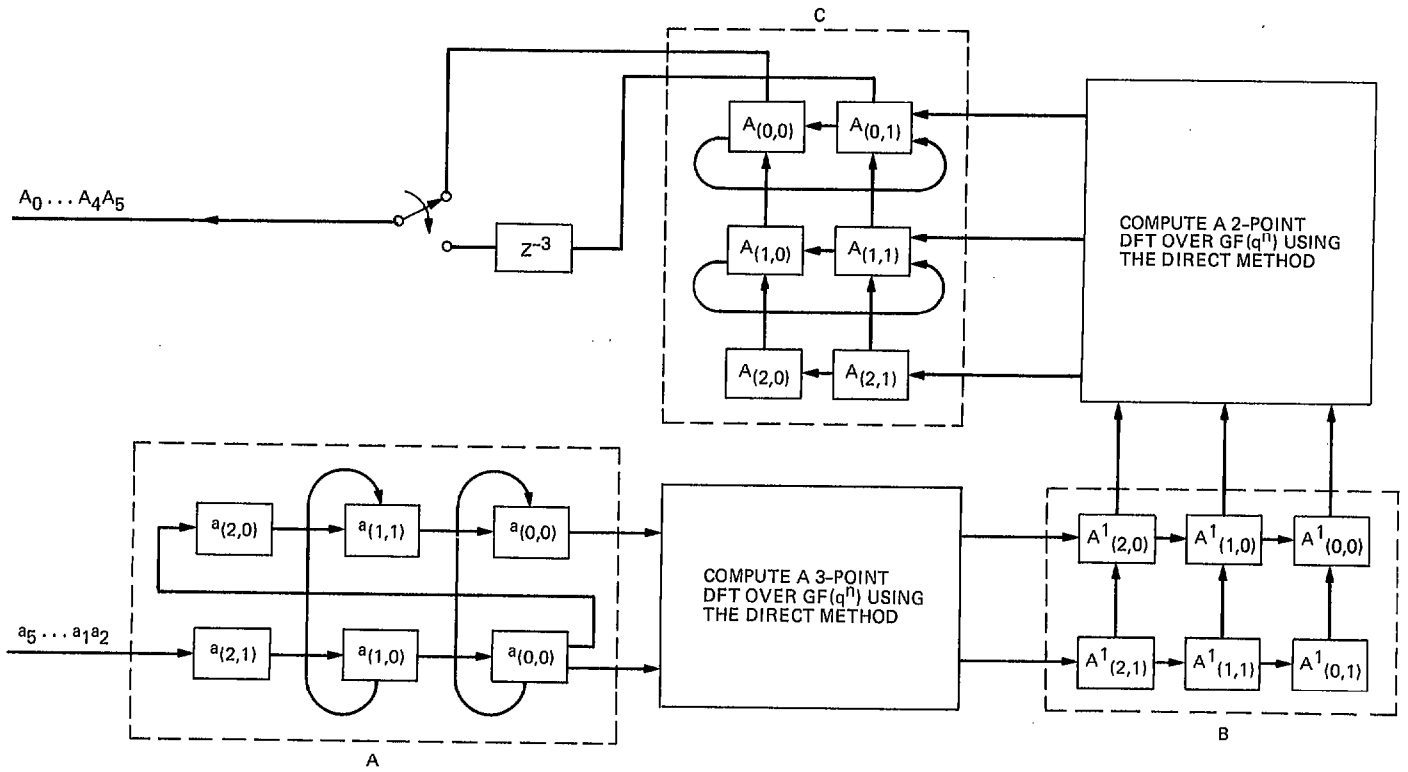 C
A(0,0)
A(0,1)
A0 . . . A4A5
Z-3
A(1,0)
A(1,1)
COMPUTE A 2-POINT
DFT OVER GF(qn) USING
THE DIRECT METHOD
A(2,0)
A(2,1)
a(2,0)
a(1,1)
a(0,0)
COMPUTE A 3-POINT
DFT OVER GF(qn) USING
THE DIRECT METHOD
A1(2,0)
A1(1,0)
A1(0,0)
a5 . . . a1a2
a(2,1)
a(1,0)
a(0,0)
A1(2,1)
A1(1,1)
A1(0,1)
A
B